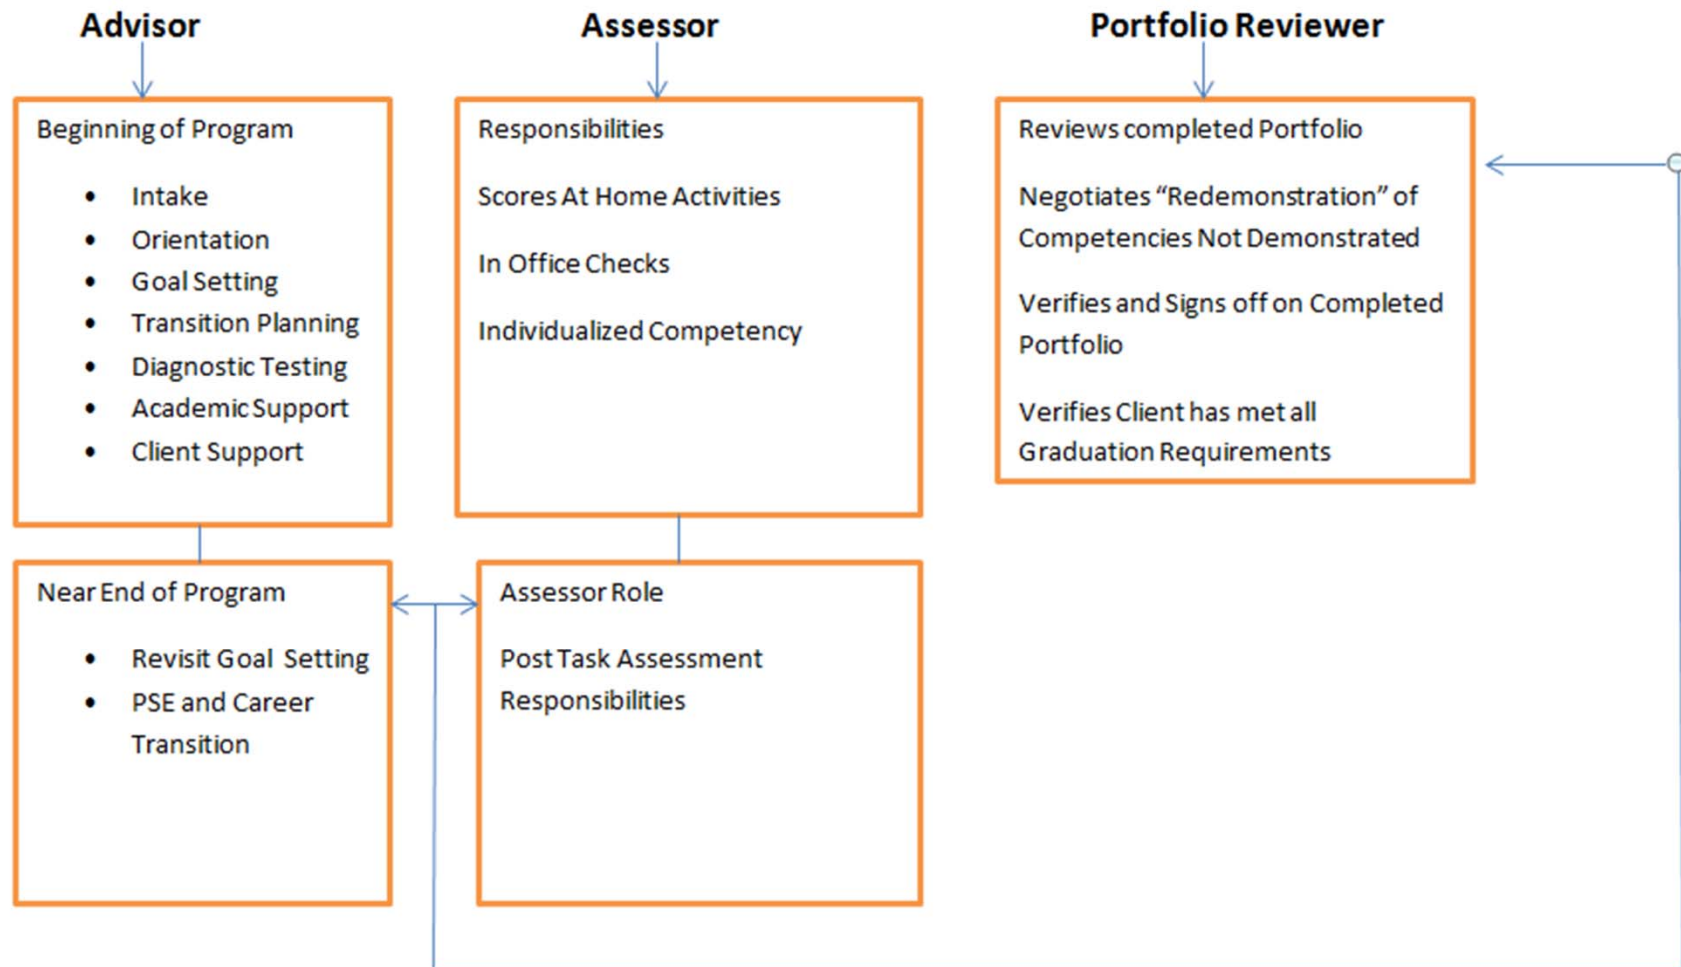 Advisor
Beginning of Program
• Intake
• Orientation
• Goal Setting
• Transition Planning
• Diagnostic Testing
• Academic Support
• Client Support
Near End of Program
• Revisit Goal Setting
• PSE and Career
Transition
Assessor
Responsibilities
Scores At Home Activities
In Office Checks
Individualized Competency
Assessor Role
Post Task Assessment
Responsibilities
Portfolio Reviewer
Reviews completed Portfolio
Negotiates “Redemonstration” of
Competencies Not Demonstrated
Verifies and Signs off on Completed
Portfolio
Verifies Client has met all
Graduation Requirements